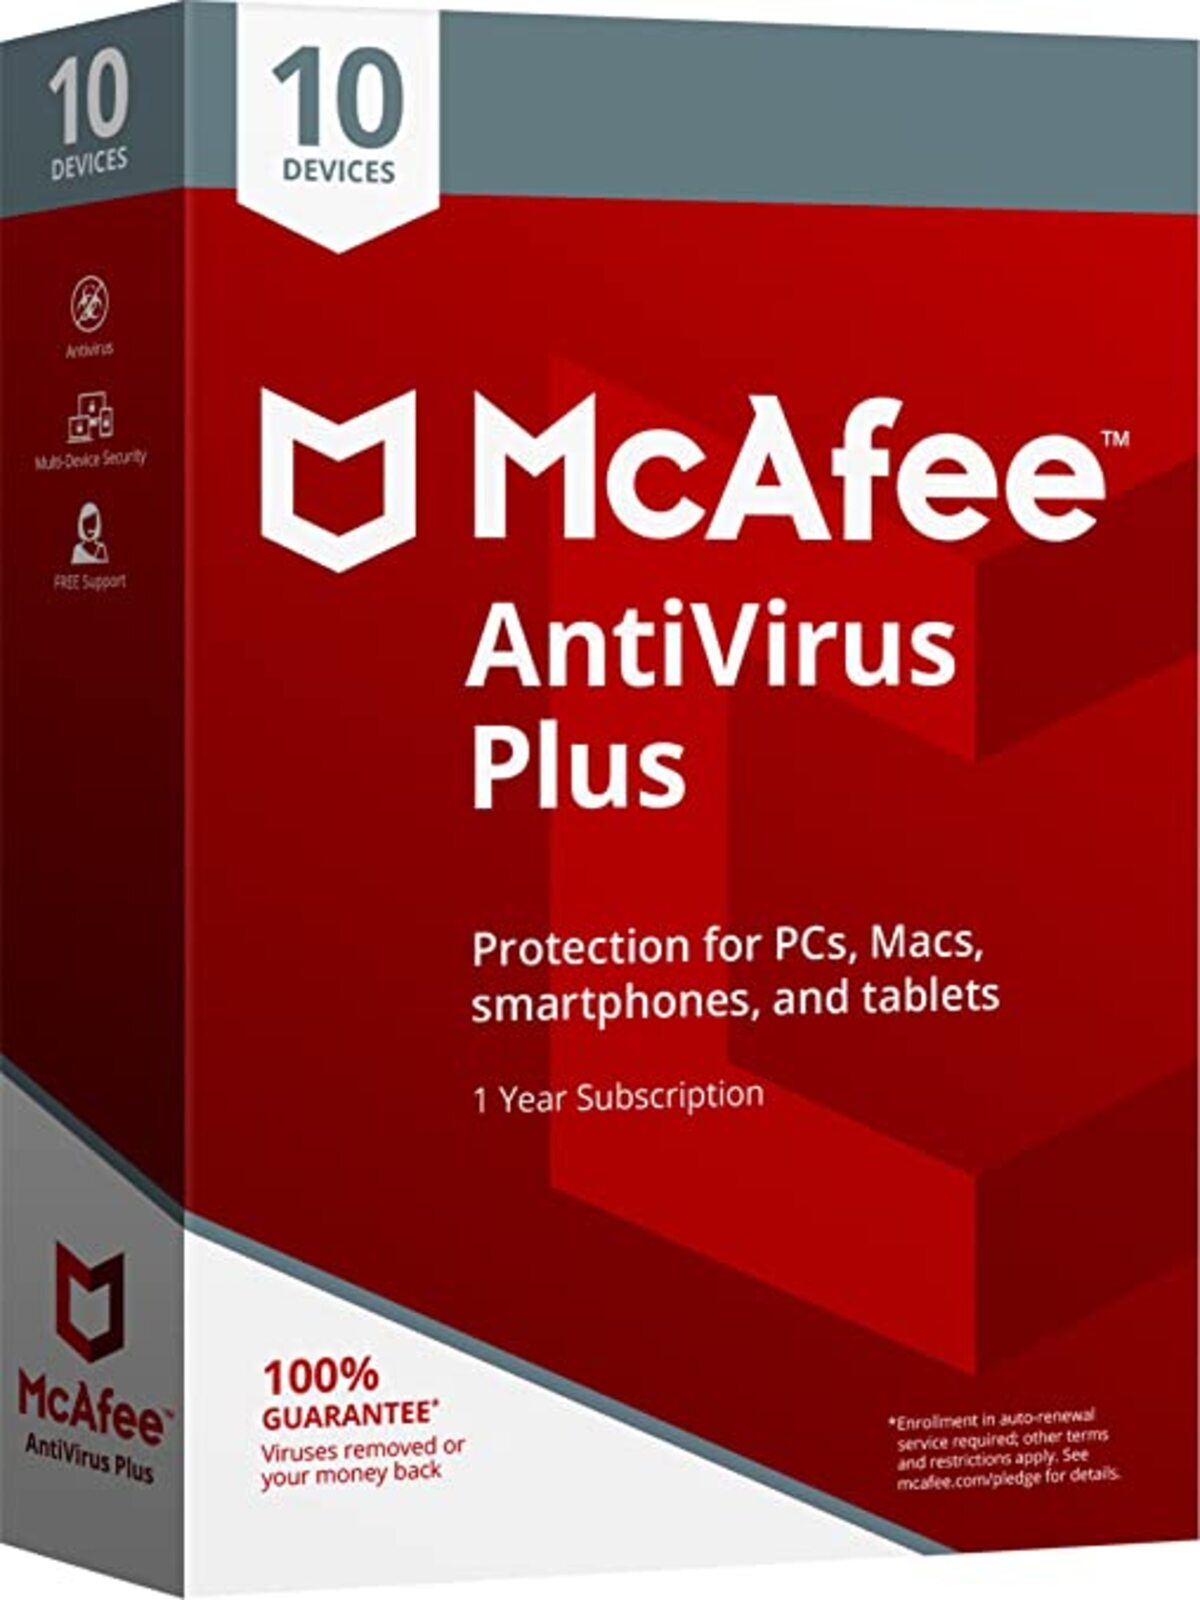 10
DEVICES
Antivirus
Multi-Device Security
FREE Support
McAfee™
AntiVirus Plus
10
DEVICES
McAfee™
AntiVirus
Plus
Protection for PCs, Macs,
smartphones, and tablets
1 Year Subscription
100%
GUARANTEE*
Viruses removed or
your money back
*Enrollment in auto-renewal
service required; other terms
and restrictions apply. See
mcafee.com/pledge for details.